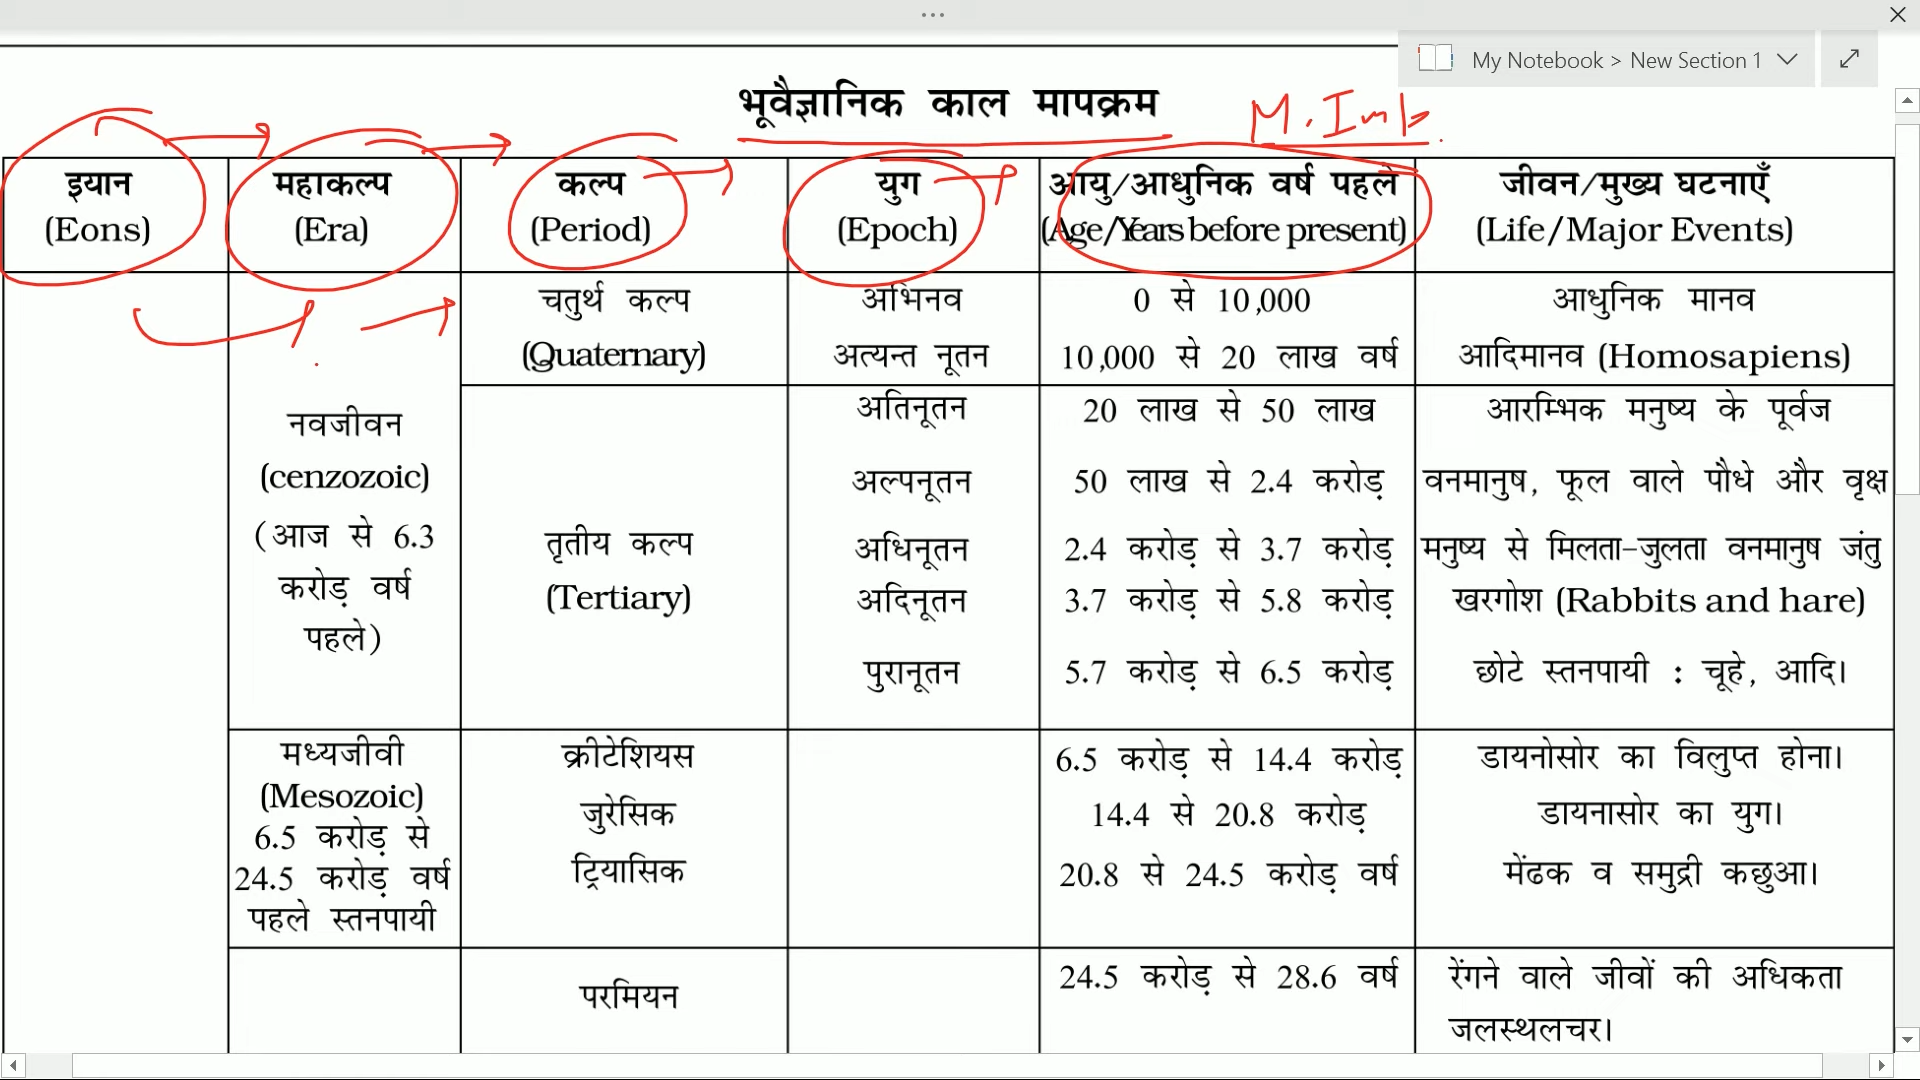 My Notebook > New Section 1
भूवैज्ञानिक काल मापक्रम
M. Imb.
इयान महाकल्प कल्प युग आयु/आधुनिक वर्ष पहले जीवन/मुख्य घटनाएँ
(Eons) (Era) (Period) (Epoch) (Age/Years before present) (Life/Major Events)
चतुर्थ कल्प अभिनव 0 से 10,000 आधुनिक मानव
(Quaternary) अत्यन्त नूतन 10,000 से 20 लाख वर्ष आदिमानव (Homosapiens)
अतिनूतन 20 लाख से 50 लाख आरम्भिक मनुष्य के पूर्वज
नवजीवन
(cenzozoic) अल्पनूतन 50 लाख से 2.4 करोड़ वनमानुष, फूल वाले पौधे और वृक्ष
(आज से 6.3 तृतीय कल्प अधिनूतन 2.4 करोड़ से 3.7 करोड़ मनुष्य से मिलता-जुलता वनमानुष जंतु
करोड़ वर्ष (Tertiary) अदिनूतन 3.7 करोड़ से 5.8 करोड़ खरगोश (Rabbits and hare)
पहले) पुरानूतन 5.7 करोड़ से 6.5 करोड़ छोटे स्तनपायी : चूहे, आदि।
मध्यजीवी क्रीटेशियस 6.5 करोड़ से 14.4 करोड़ डायनोसोर का विलुप्त होना।
(Mesozoic) जुरेसिक 14.4 से 20.8 करोड़ डायनासोर का युग।
6.5 करोड़ से
24.5 करोड़ वर्ष ट्रियासिक 20.8 से 24.5 करोड़ वर्ष मेंढक व समुद्री कछुआ।
पहले स्तनपायी
परमियन 24.5 करोड़ से 28.6 वर्ष रेंगने वाले जीवों की अधिकता
जलस्थलचर।